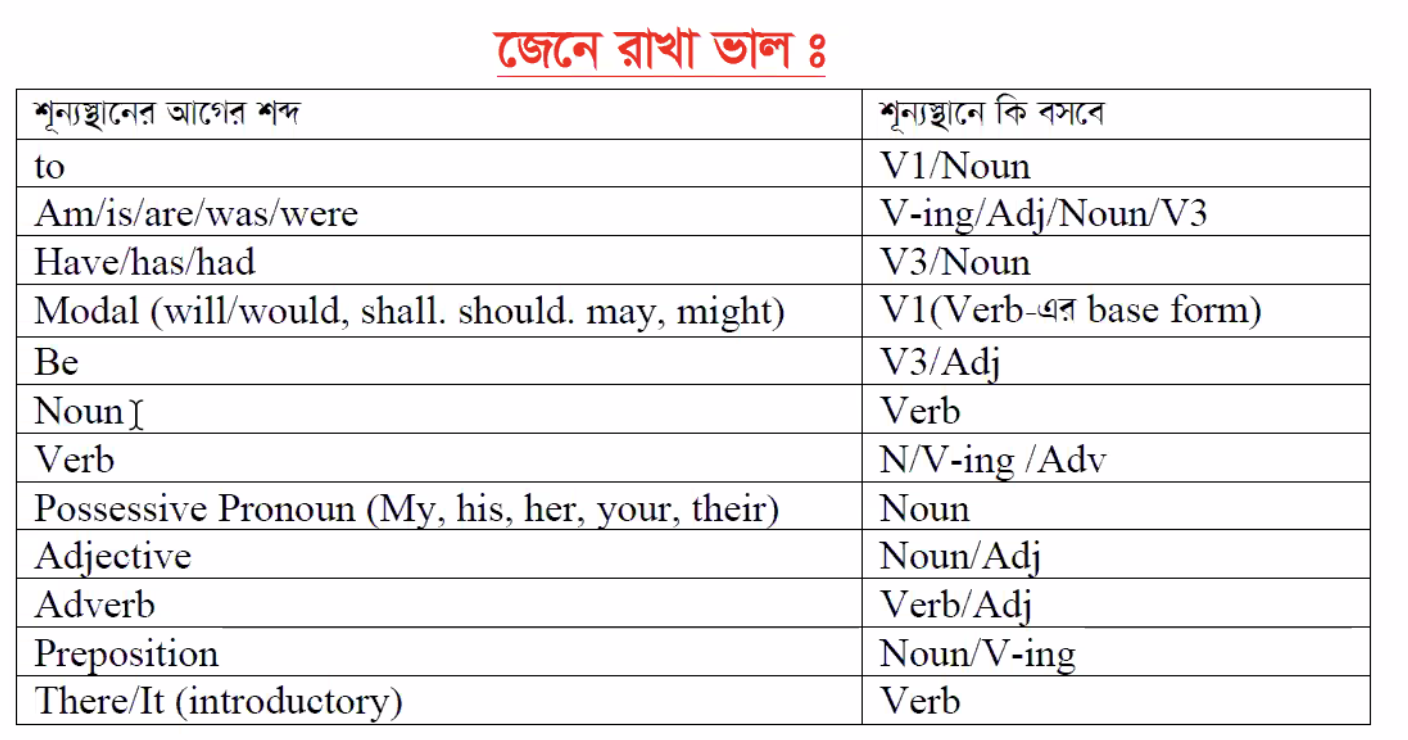 জেনে রাখা ভাল ঃ
শূন্যস্থানের আগের শব্দ শূন্যস্থানে কি বসবে
to V1/Noun
Am/is/are/was/were V-ing/Adj/Noun/V3
Have/has/had V3/Noun
Modal (will/would, shall. should. may, might) V1(Verb-এর base form)
Be V3/Adj
Noun Verb
Verb N/V-ing /Adv
Possessive Pronoun (My, his, her, your, their) Noun
Adjective Noun/Adj
Adverb Verb/Adj
Preposition Noun/V-ing
There/It (introductory) Verb